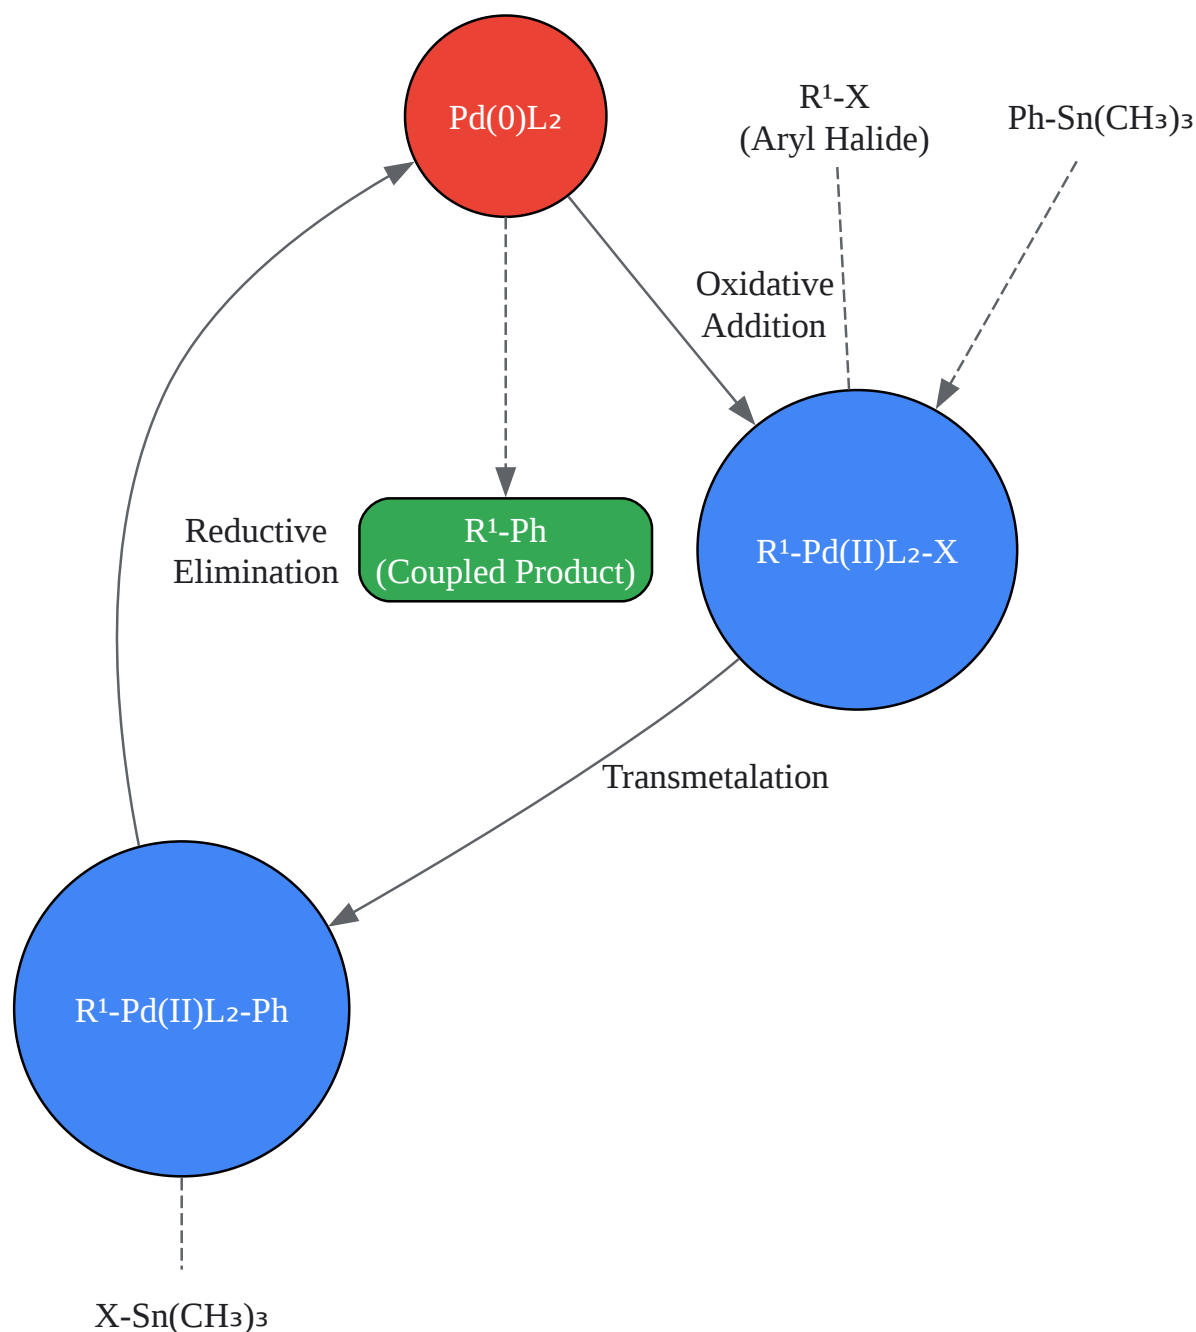 Pd(0)L₂
R¹-X
(Aryl Halide)
Ph-Sn(CH₃)₃
Oxidative
Addition
Reductive
Elimination
R¹-Ph
(Coupled Product)
R¹-Pd(II)L₂-X
Transmetalation
R¹-Pd(II)L₂-Ph
X-Sn(CH₃)₃